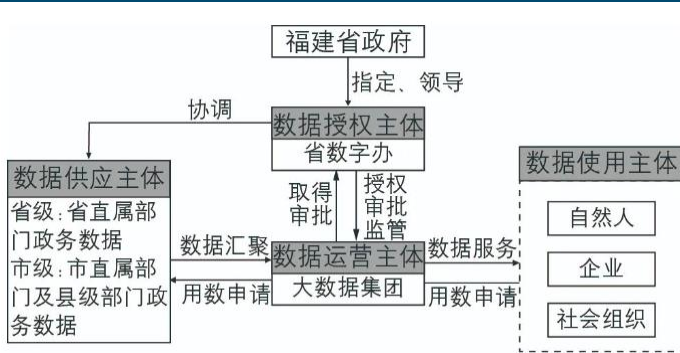 福建省政府
指定、领导
协调
数据授权主体
省数字办
数据供应主体
省级：省直属部
门政务数据
市级：市直属部
门及县级部门政
务数据
取得
审批
授权
审批
监管
数据汇聚
用数申请
数据运营主体
大数据集团
数据服务
用数申请
数据使用主体
自然人
企业
社会组织